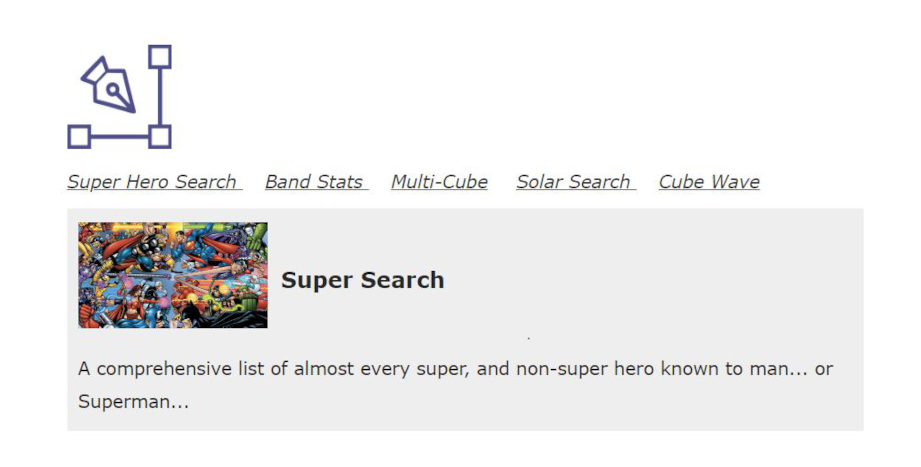 Super Hero Search Band Stats Multi-Cube Solar Search Cube Wave
Super Search
.
A comprehensive list of almost every super, and non-super hero known to man... or
Superman...